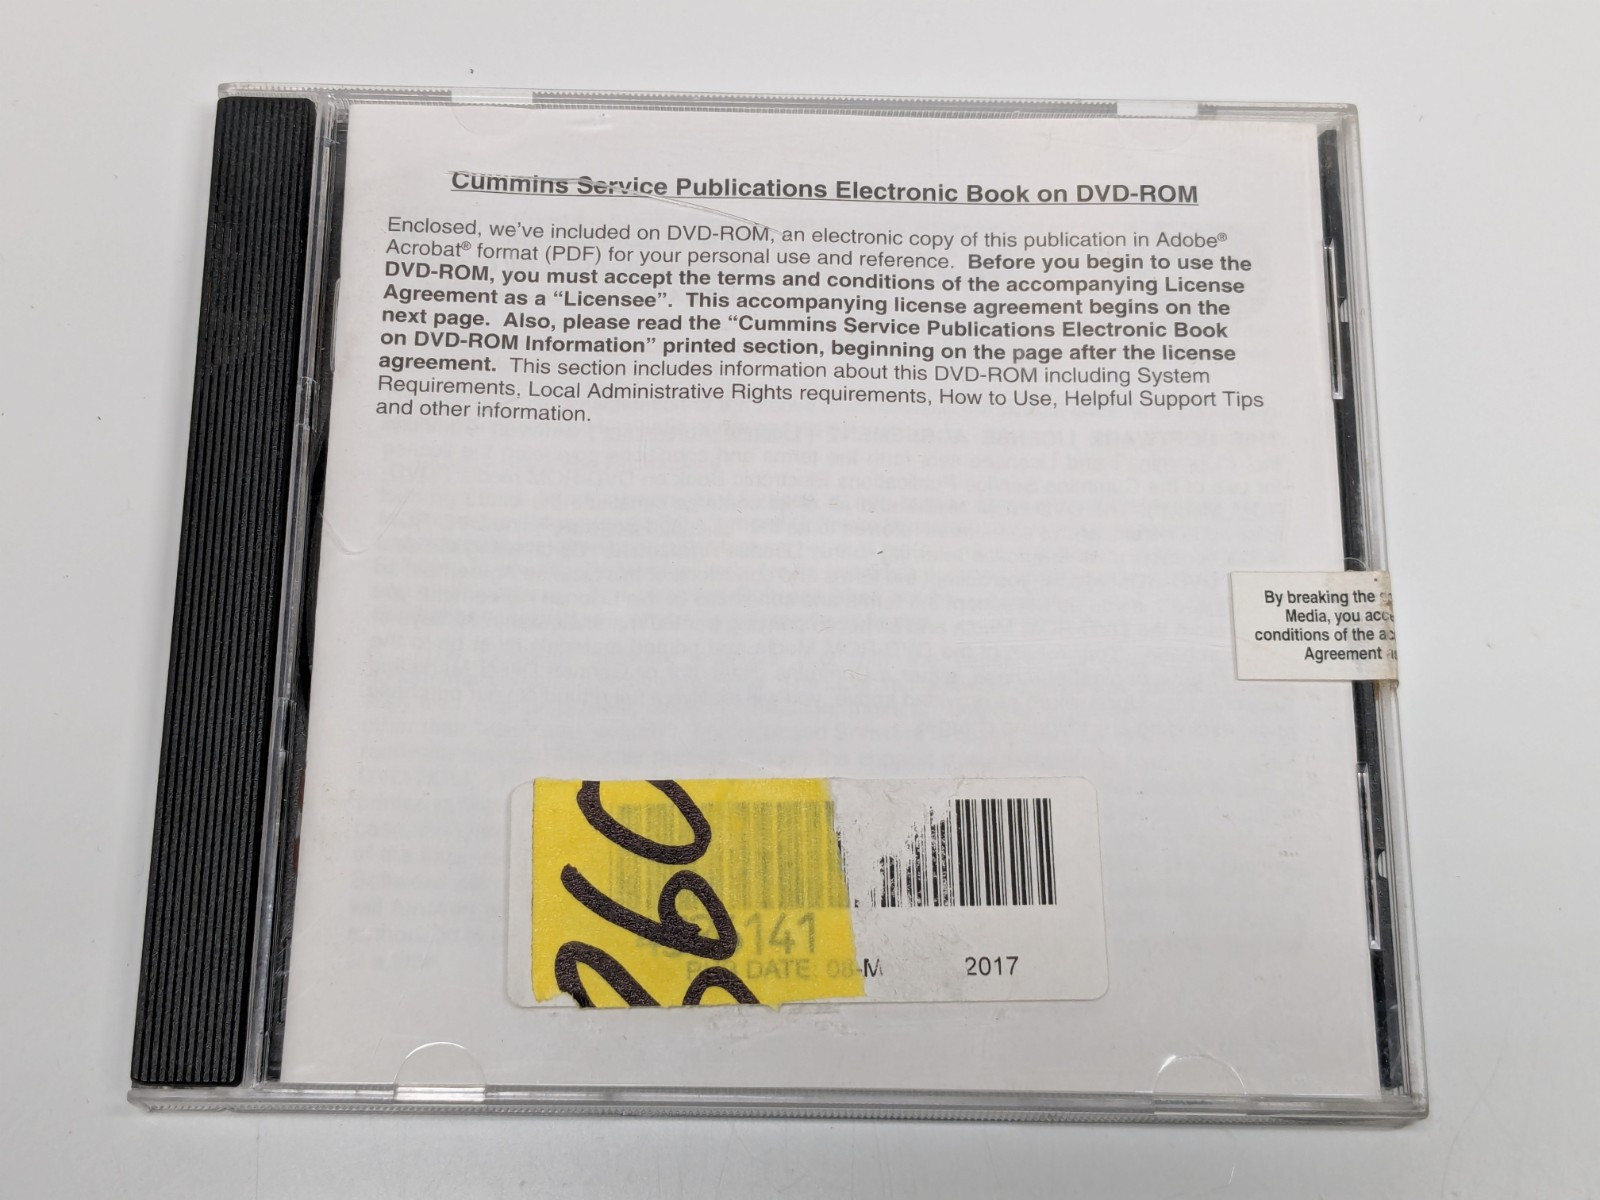 Cummins Service Publications Electronic Book on DVD-ROM
Enclosed, we've included on DVD-ROM, an electronic copy of this publication in Adobe®
Acrobat® format (PDF) for your personal use and reference. Before you begin to use the
DVD-ROM, you must accept the terms and conditions of the accompanying License
Agreement as a “Licensee”. This accompanying license agreement begins on the
next page. Also, please read the “Cummins Service Publications Electronic Book
on DVD-ROM Information” printed section, beginning on the page after the license
agreement. This section includes information about this DVD-ROM including System
Requirements, Local Administrative Rights requirements, How to Use, Helpful Support Tips
and other information.
By breaking the
Media, you acce
conditions of the ac
Agreement
DATE: 08-M 2017